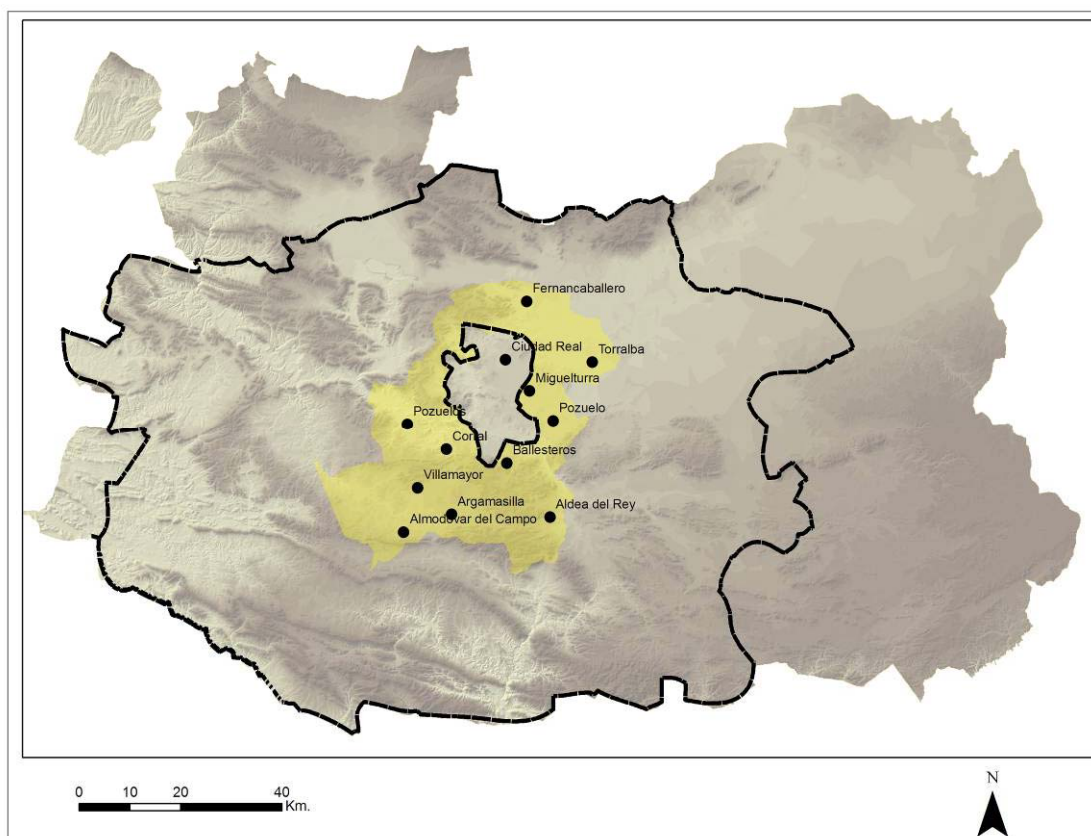 Fernancaballero
Ciudad Real
Torralba
Miguelturra
Pozuelos
Pozuelo
Corral
Ballesteros
Villamayor
Argamasilla
Aldea del Rey
Almodovar del Campo
N
0 10 20 40
Km.